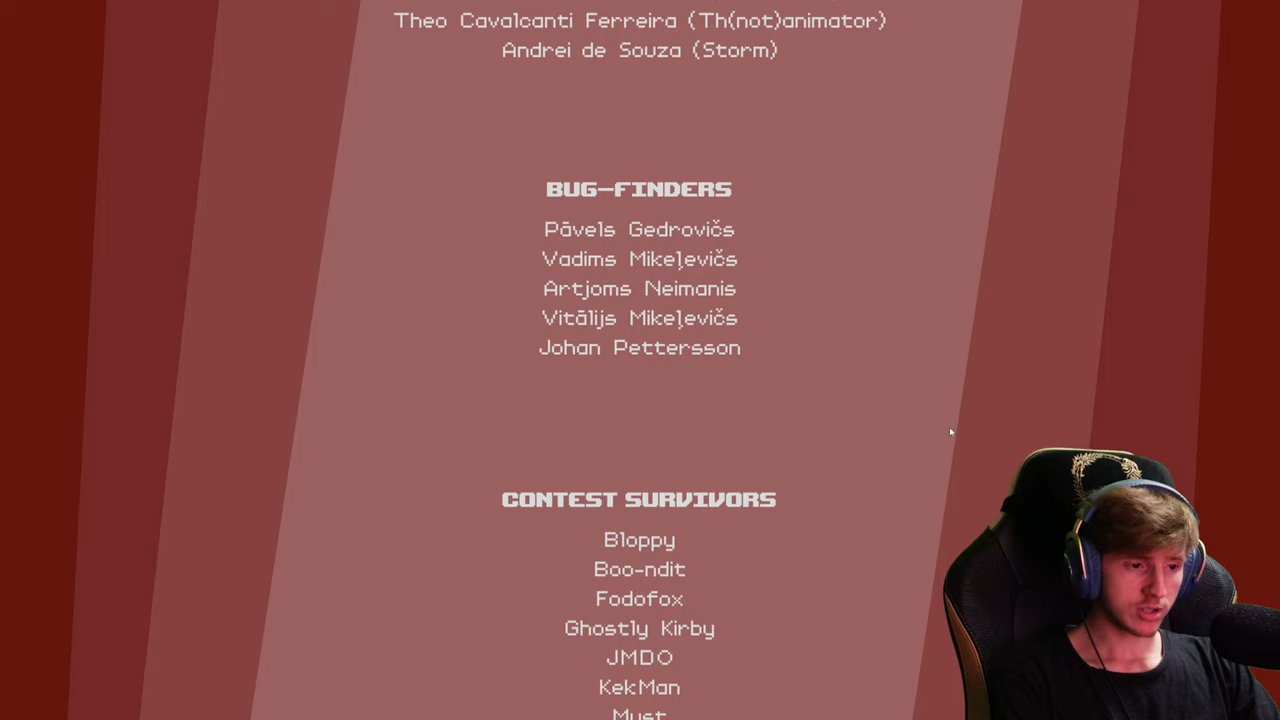 Theo Cavalcanti Ferreira (Th(not)animator)
Andrei de Souza (Storm)
BUG-FINDERS
Pāvels Gedrovičs
Vadims Mikeļevičs
Artjoms Neimanis
Vitālijs Mikeļevičs
Johan Pettersson
CONTEST SURVIVORS
Bloppy
Boo-ndit
Fodofox
Ghostly Kirby
JMDO
KekMan
Must